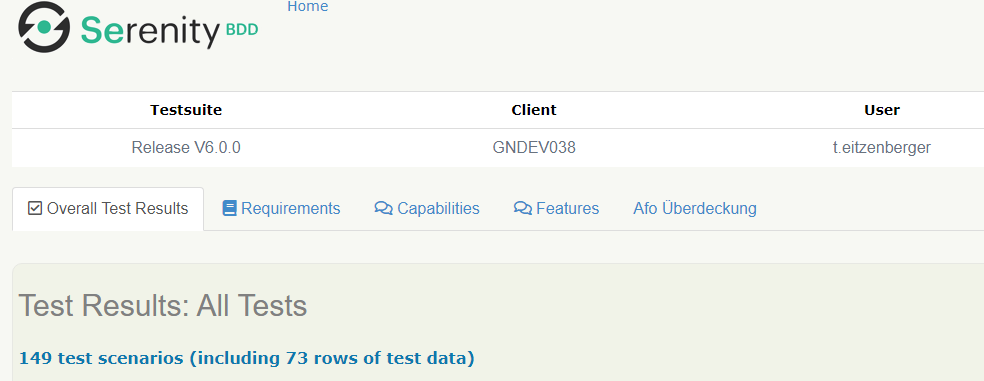 Home
Serenity BDD
Testsuite Client User
Release V6.0.0 GNDEV038 t.eitzenberger
Overall Test Results Requirements Capabilities Features Afo Überdeckung
Test Results: All Tests
149 test scenarios (including 73 rows of test data)